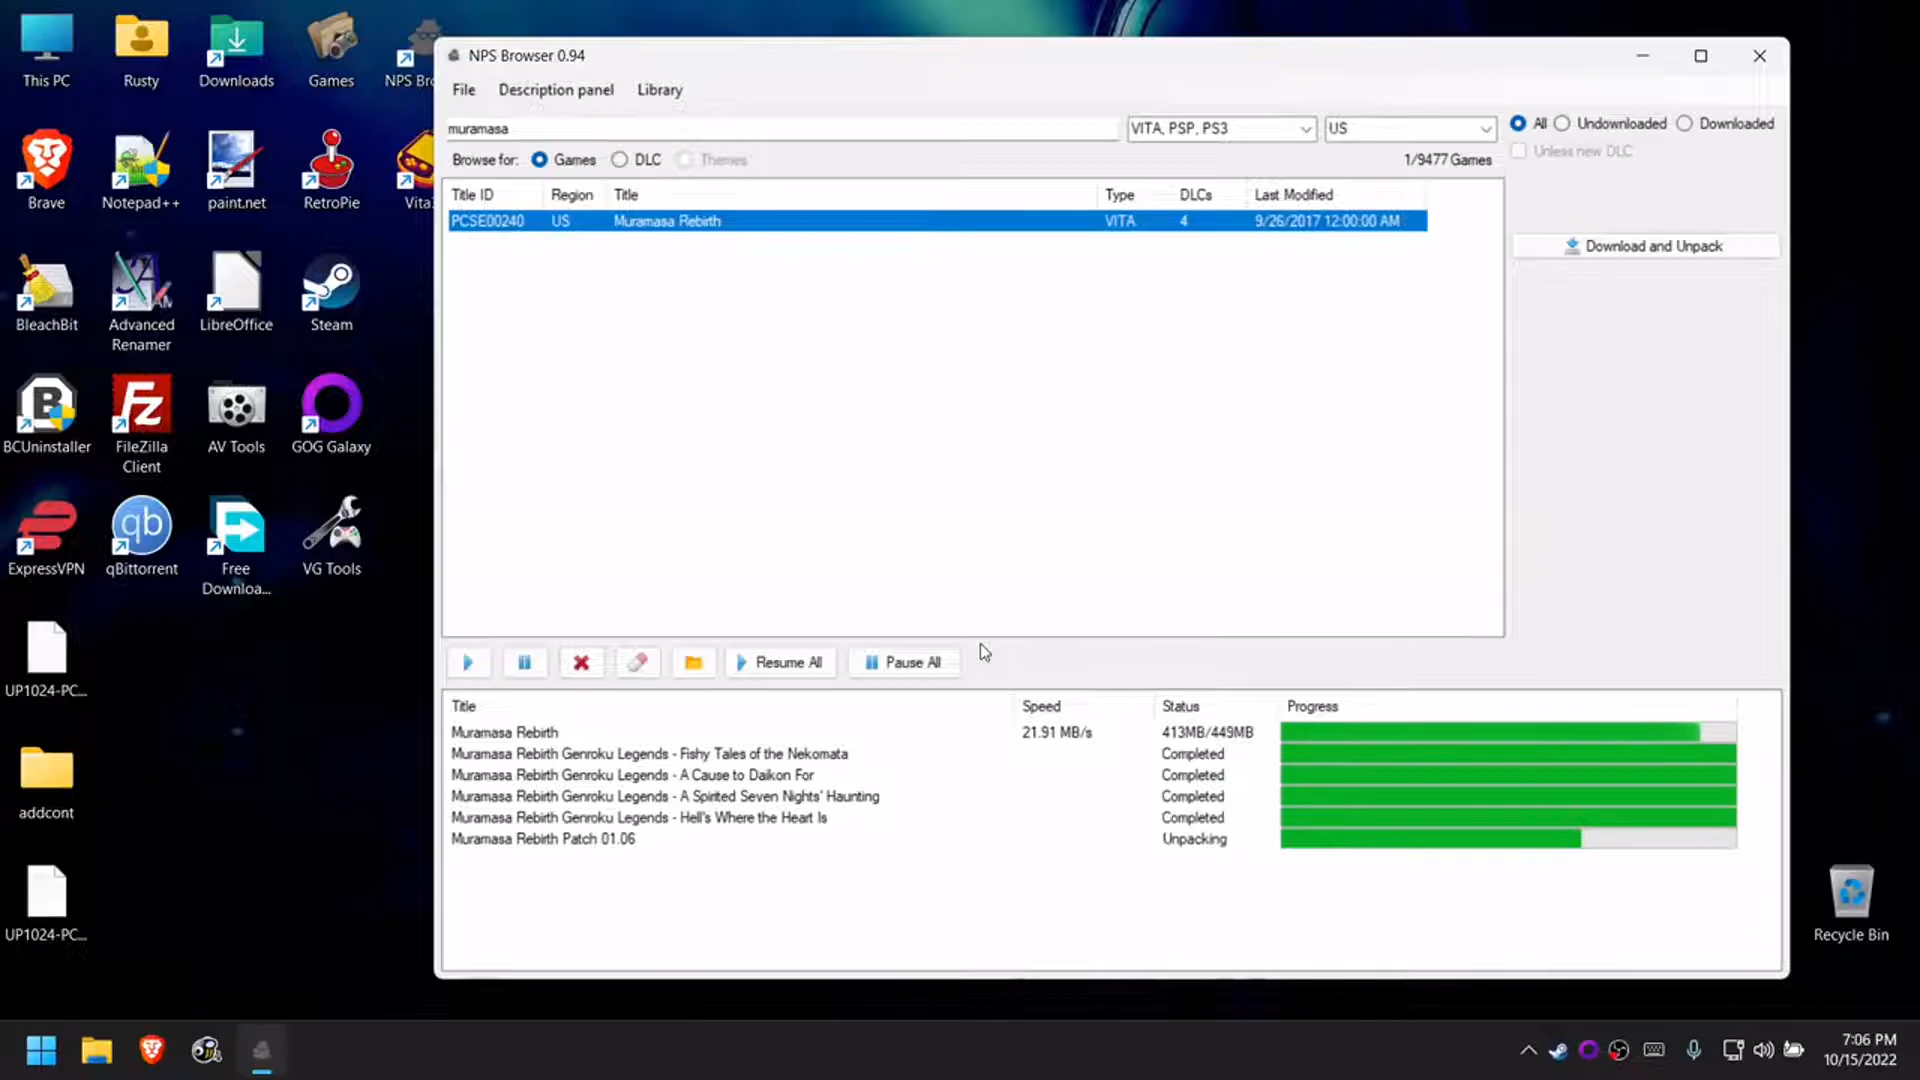 This PC
Rusty
Downloads
Games
NPS Bro
Brave
Notepad++
paint.net
RetroPie
Vita
BleachBit
Advanced
Renamer
LibreOffice
Steam
BCUninstaller
FileZilla
Client
AV Tools
GOG Galaxy
ExpressVPN
qBittorrent
Free
Downloa...
VG Tools
UP1024-PC...
addcont
UP1024-PC...
NPS Browser 0.94
File Description panel Library
muramasa
VITA, PSP, PS3
US
All Undownloaded Downloaded
Unless new DLC
Browse for: Games DLC Themes
1/9477 Games
Title ID Region Title Type DLCs Last Modified
PCSE00240 US Muramasa Rebirth VITA 4 9/26/2017 12:00:00 AM
Download and Unpack
Resume All Pause All
Title Speed Status Progress
Muramasa Rebirth 21.91 MB/s 413MB/449MB
Muramasa Rebirth Genroku Legends - Fishy Tales of the Nekomata Completed
Muramasa Rebirth Genroku Legends - A Cause to Daikon For Completed
Muramasa Rebirth Genroku Legends - A Spirited Seven Nights' Haunting Completed
Muramasa Rebirth Genroku Legends - Hell's Where the Heart Is Completed
Muramasa Rebirth Patch 01.06 Unpacking
Recycle Bin
7:06 PM
10/15/2022